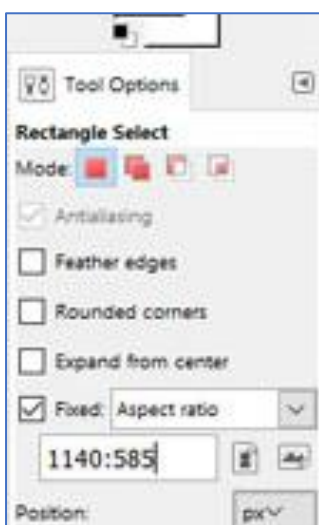 Tool Options
Rectangle Select
Mode:
Antialiasing
Feather edges
Rounded corners
Expand from center
Fixed: Aspect ratio
1140:585
Position: px